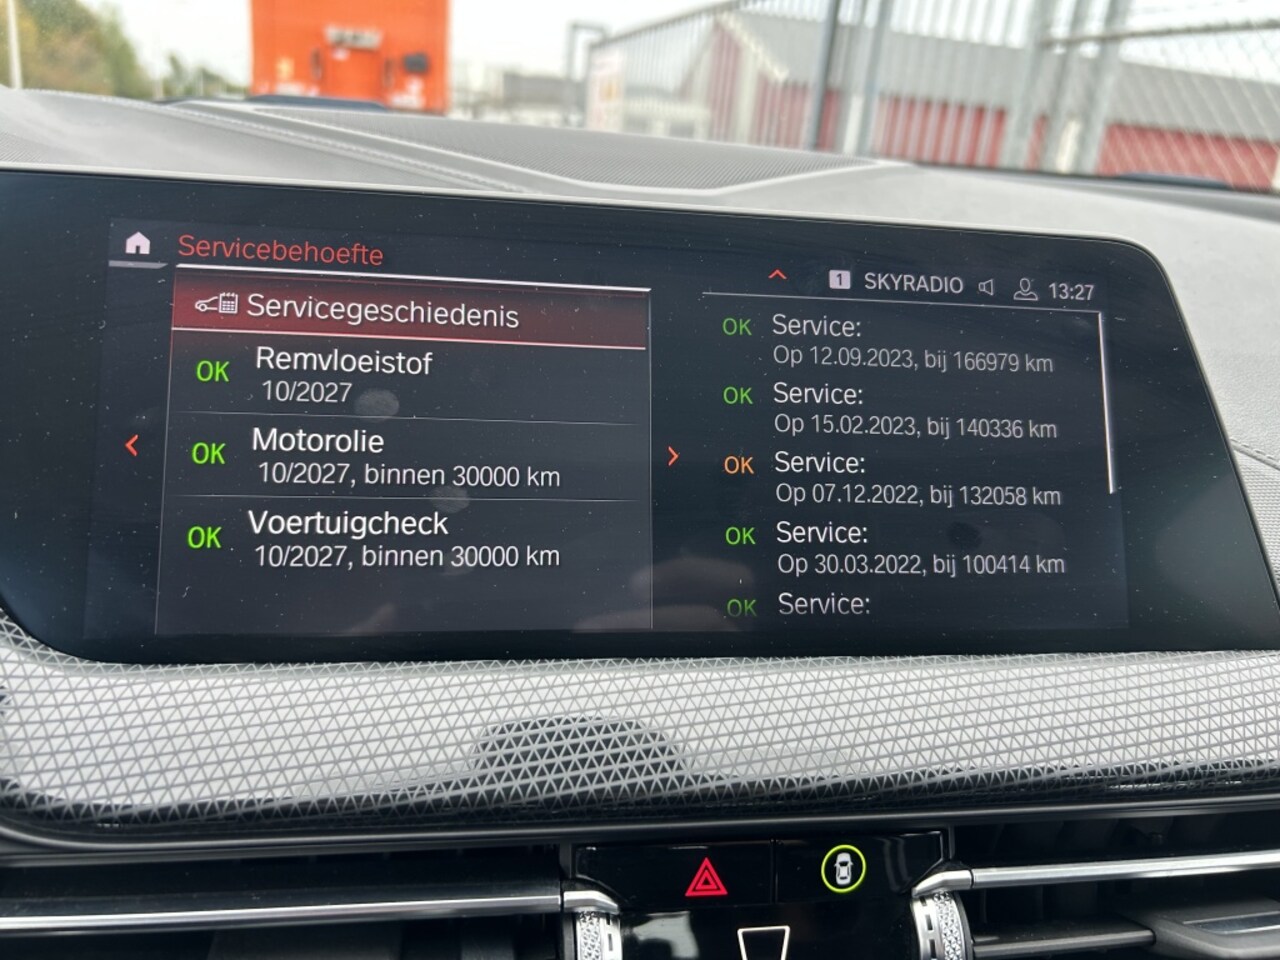 Servicebehoefte
1 SKYRADIO 13:27
Servicegeschiedenis
OK Remvloeistof
10/2027
OK Motorolie
10/2027, binnen 30000 km
OK Voertuigcheck
10/2027, binnen 30000 km
OK Service:
Op 12.09.2023, bij 166979 km
OK Service:
Op 15.02.2023, bij 140336 km
OK Service:
Op 07.12.2022, bij 132058 km
OK Service:
Op 30.03.2022, bij 100414 km
OK Service: